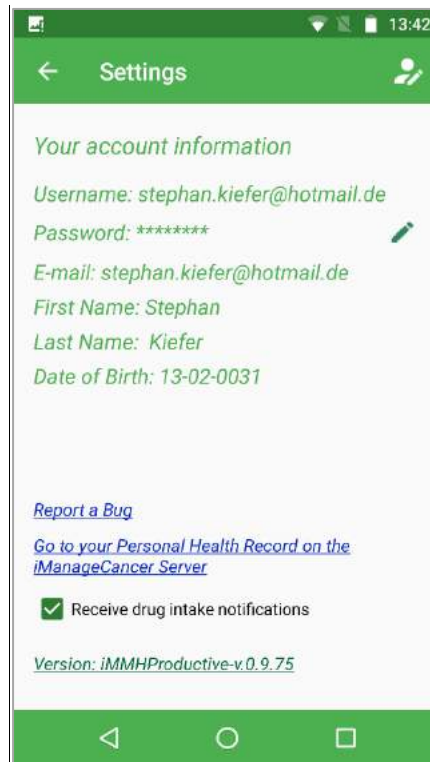 13:42
Settings
Your account information
Username: stephan.kiefer@hotmail.de
Password: ********
E-mail: stephan.kiefer@hotmail.de
First Name: Stephan
Last Name: Kiefer
Date of Birth: 13-02-0031
Report a Bug
Go to your Personal Health Record on the
iManageCancer Server
Receive drug intake notifications
Version: iMMHProductive-v.0.9.75